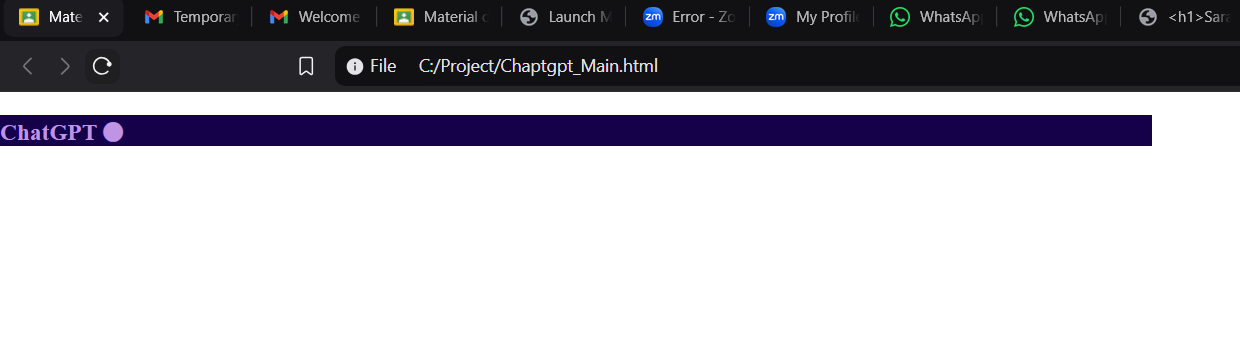 Mate Temporar Welcome Material Launch M Error - Zo My Profile WhatsApp WhatsApp <h1>Sara
File C:/Project/Chaptgpt_Main.html
ChatGPT